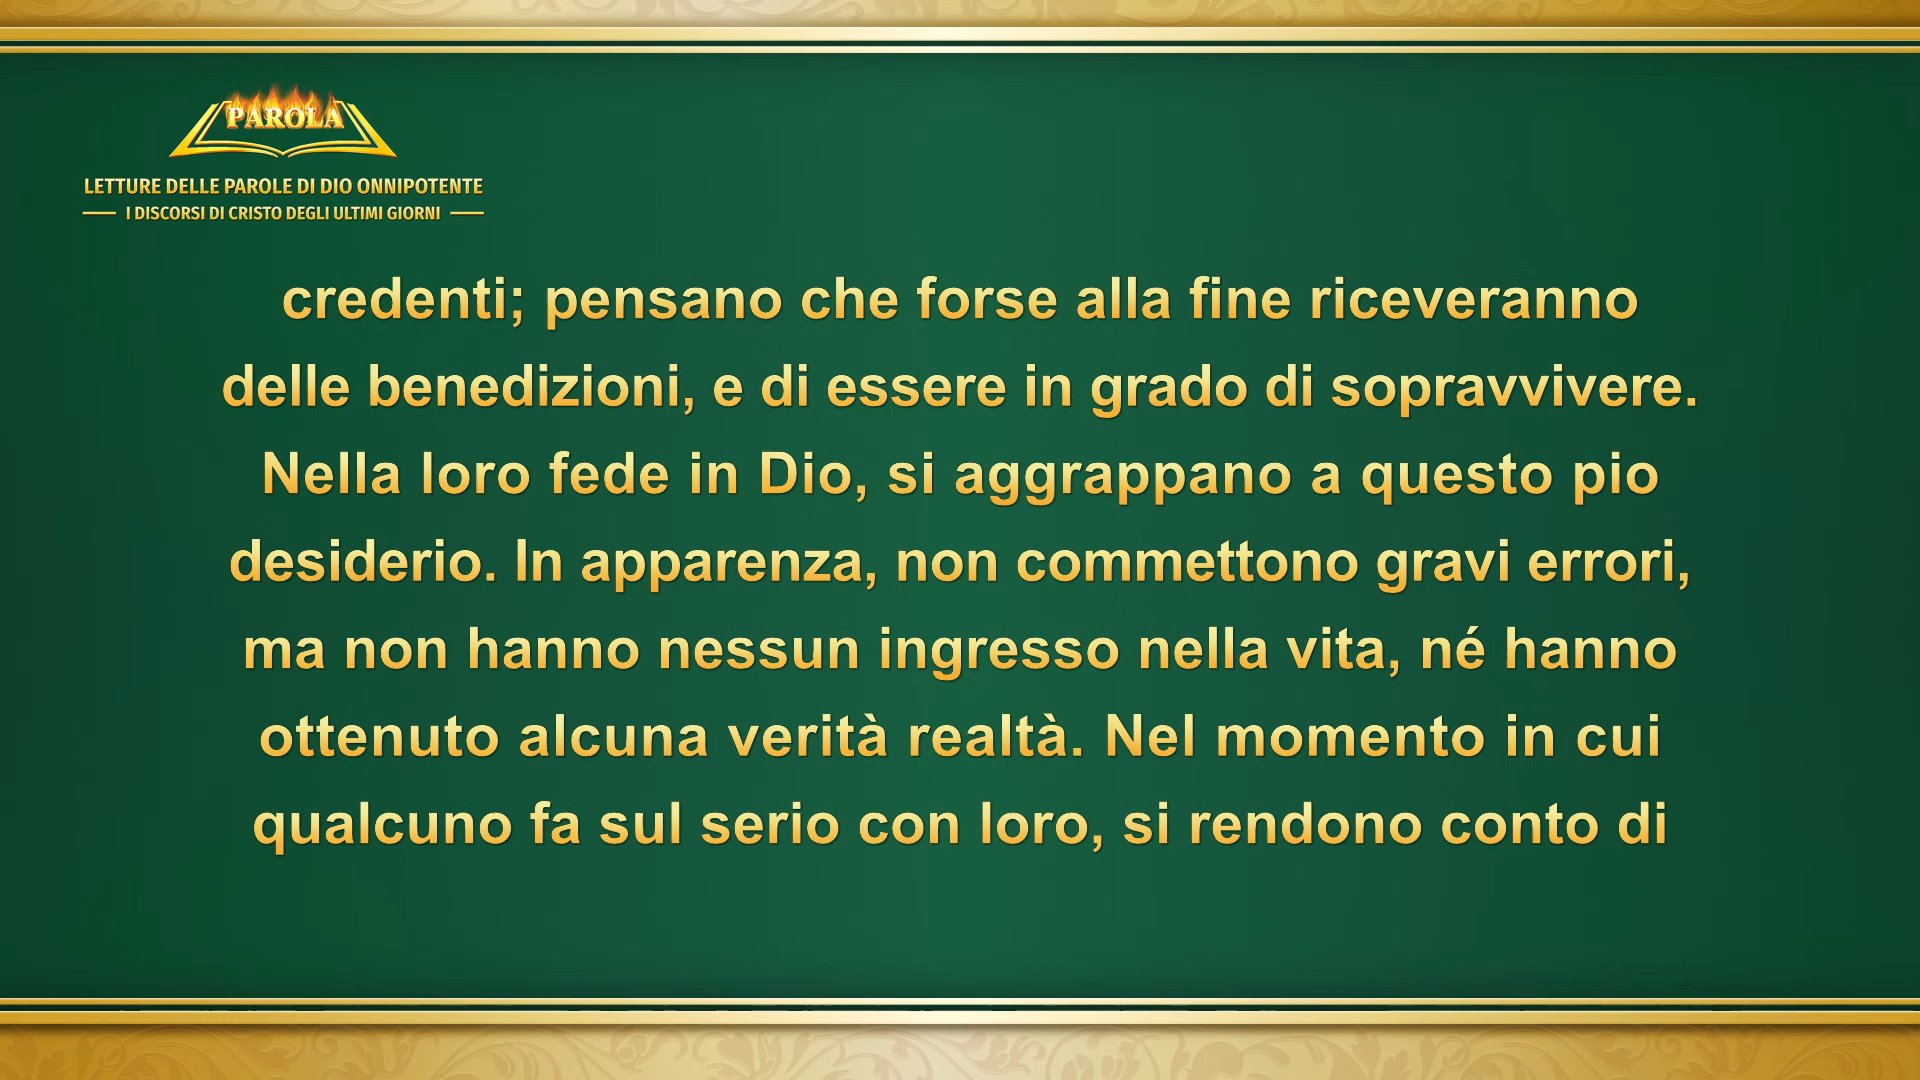 PAROLA
LETTURE DELLE PAROLE DI DIO ONNIPOTENTE
I DISCORSI DI CRISTO DEGLI ULTIMI GIORNI
credenti; pensano che forse alla fine riceveranno
delle benedizioni, e di essere in grado di sopravvivere.
Nella loro fede in Dio, si aggrappano a questo pio
desiderio. In apparenza, non commettono gravi errori,
ma non hanno nessun ingresso nella vita, né hanno
ottenuto alcuna verità realtà. Nel momento in cui
qualcuno fa sul serio con loro, si rendono conto di